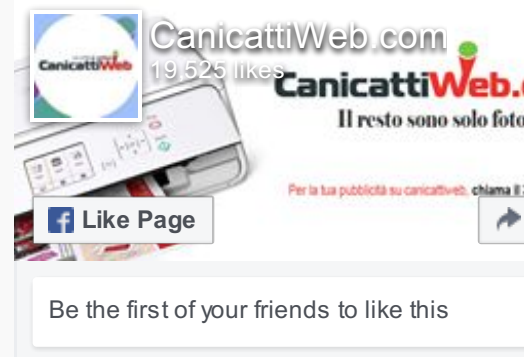 CanicattiWeb.com
19,525 likes
CanicattiWeb
CanicattiWeb.
Il resto sono solo foto
Per la tua pubblicità su canicattiweb, chiama il
Like Page
Be the first of your friends to like this